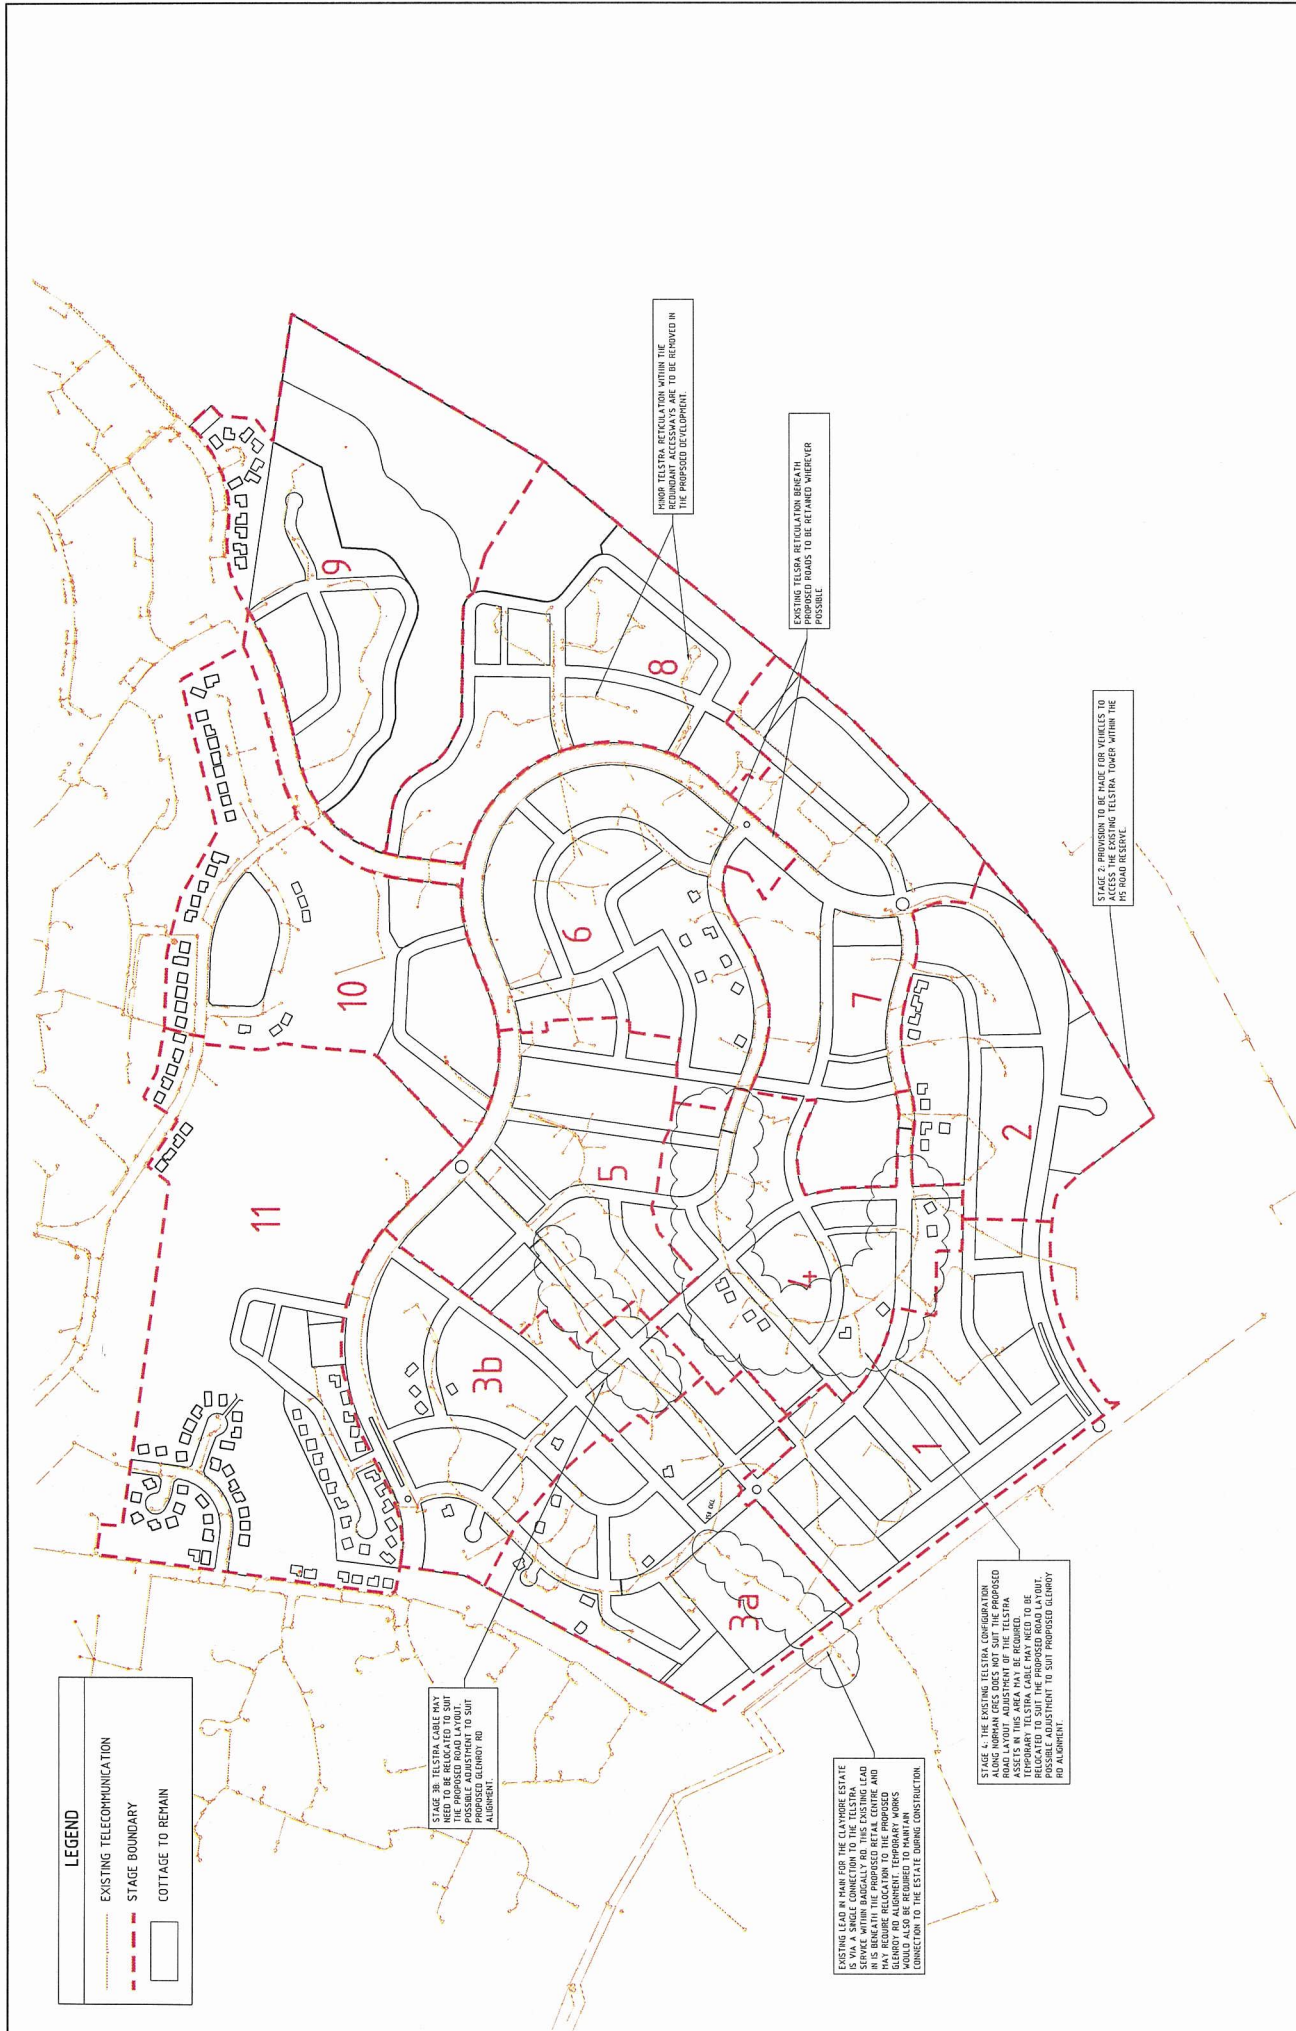 LEGEND
EXISTING TELECOMMUNICATION
STAGE BOUNDARY
COTTAGE TO REMAIN
11
10
9
3b
5
6
8
3a
4
7
1
2
MINOR TELSTRA RETICULATION WITHIN THE
REDUNDANT ACCESSWAYS ARE TO BE REMOVED IN
THE PROPSOED DEVELOPMENT.
EXISTING TELSRA RETICULATION BENEATH
PROPOSED ROADS TO BE RETAINED WHEREVER
POSSIBLE
STAGE 2: PROVISION TO BE MADE FOR VEHICLES TO
ACCESS THE EXISTING TELSTRA TOWER WITHIN THE
M5 ROAD RESERVE.
STAGE 3B: TELSTRA CABLE MAY
NEED TO BE RELOCATED TO SUIT
THE PROPOSED ROAD LAYOUT.
POSSIBLE ADJUSTMENT TO SUIT
PROPOSED GLENROY RD
ALIGNMENT.
EXISTING LEAD IN MAIN FOR THE CLAYMORE ESTATE
IS VIA A SINGLE CONNECTION TO THE TELSTRA
SERVICE WITHIN BADGALLY RD. THIS EXISTING LEAD
IN IS BENEATH THE PROPOSED RETAIL CENTRE AND
MAY REQUIRE RELOCATION TO THE PROPOSED
GLENROY RD ALIGNMENT. TEMPORARY WORKS
WOULD ALSO BE REQUIRED TO MAINTAIN
CONNECTION TO THE ESTATE DURING CONSTRUCTION.
STAGE 4: THE EXISTING TELSTRA CONFIGURATION
ALONG NORMAN CRES DOES NOT SUIT THE PROPOSED
ROAD LAYOUT. ADJUSTMENT OF THE TELSTRA
ASSETS IN THIS AREA MAY BE REQUIRED.
TEMPORARY TELSTRA CABLE MAY NEED TO BE
RELOCATED TO SUIT THE PROPOSED ROAD LAYOUT.
POSSIBLE ADJUSTMENT TO SUIT PROPOSED GLENROY
RD ALIGNMENT.